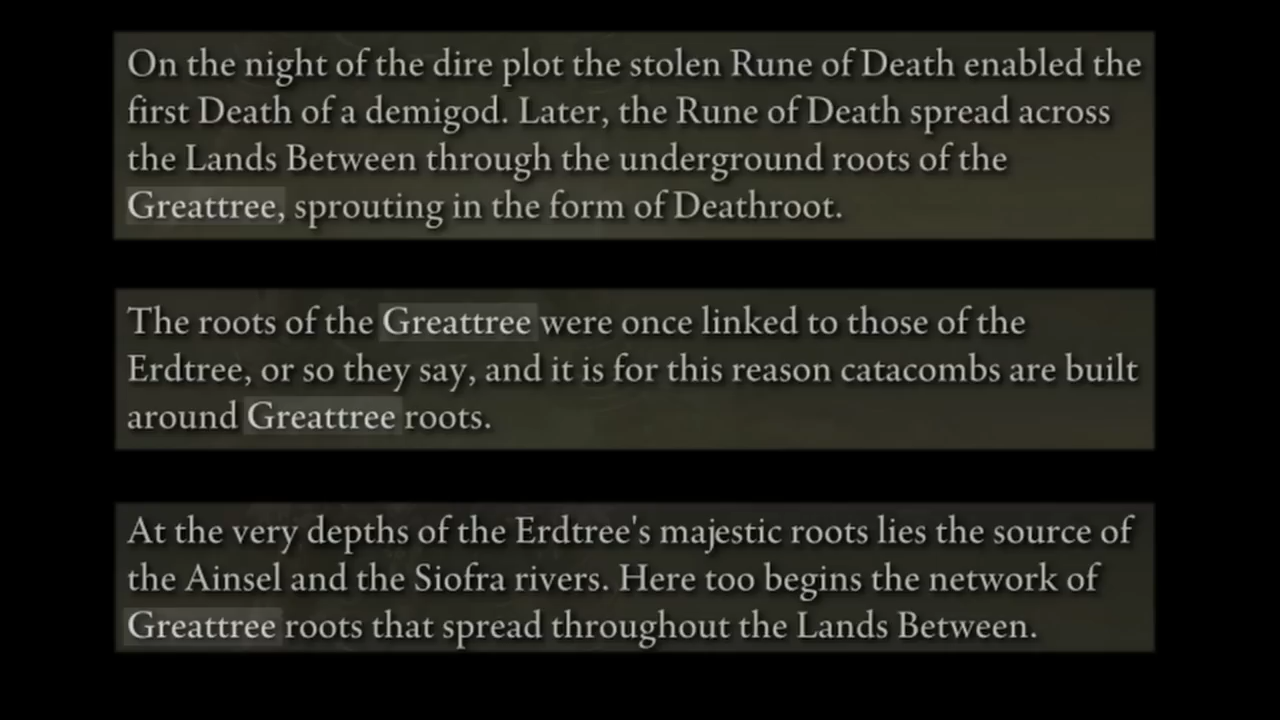 On the night of the dire plot the stolen Rune of Death enabled the
first Death of a demigod. Later, the Rune of Death spread across
the Lands Between through the underground roots of the
Greattree, sprouting in the form of Deathroot.
The roots of the Greattree were once linked to those of the
Erdtree, or so they say, and it is for this reason catacombs are built
around Greattree roots.
At the very depths of the Erdtree's majestic roots lies the source of
the Ainsel and the Siofra rivers. Here too begins the network of
Greattree roots that spread throughout the Lands Between.